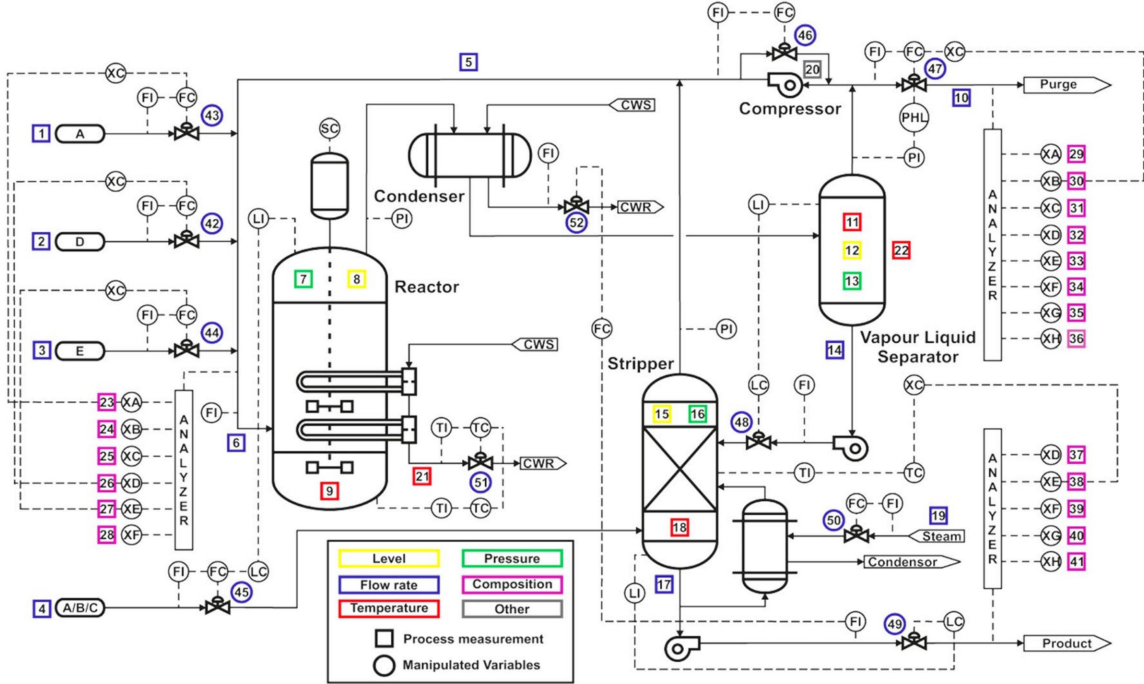 FI FC 46
5 FI FC XC 47
XC 20
FI FC 43 Compressor 10 Purge
CWS
1 A SC PHL
FI PI XA 29
XC Condenser XB 30
FI FC 42 LI PI CWR LI 11 ANALYZER XC 31
2 D 52 12 22 XD 32
7 8 Reactor 13 XE 33
XC XF 34
FI FC 44 FC PI XG 35
3 E CWS 14 Vapour Liquid XH 36
Separator
Stripper
LC FI XC
23 XA 15 16 48
24 XB FI TI TC
25 XC ANALYZER 6 XD 37
26 XD 21 CWR TI TC ANALYZER XE 38
27 XE 9 51 XF 39
28 XF TI TC 50 FC FI 19 XG 40
18 Steam XH 41
Level Pressure Condensor
FI FC LC Flow rate Composition 17
45 Temperature Other LI
4 A/B/C Process measurement FI 49 LC
Manipulated Variables Product